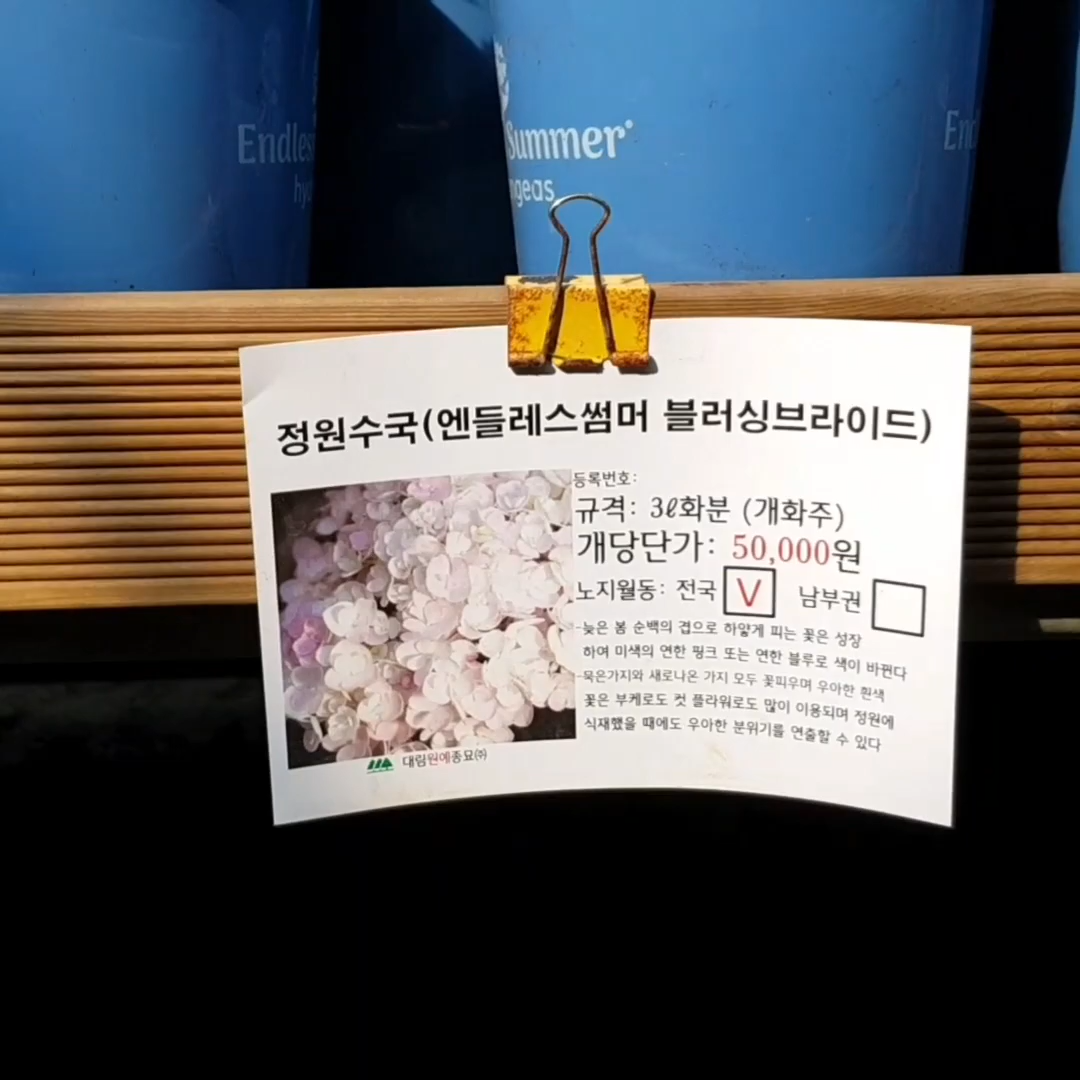 Endless
Summer®
정원수국(엔들레스썸머 블러싱브라이드)
등록번호:
규격: 3ℓ화분 (개화주)
개당단가: 50,000원
노지월동: 전국 V 남부권
-늦은 봄 순백의 겹으로 하얗게 피는 꽃은 성장
하여 미색의 연한 핑크 또는 연한 블루로 색이 바뀐다
-묵은가지와 새로나온 가지 모두 꽃피우며 우아한 흰색
꽃은 부케로도 컷 플라워로도 많이 이용되며 정원에
식재했을 때에도 우아한 분위기를 연출할 수 있다
대림원예종묘㈜